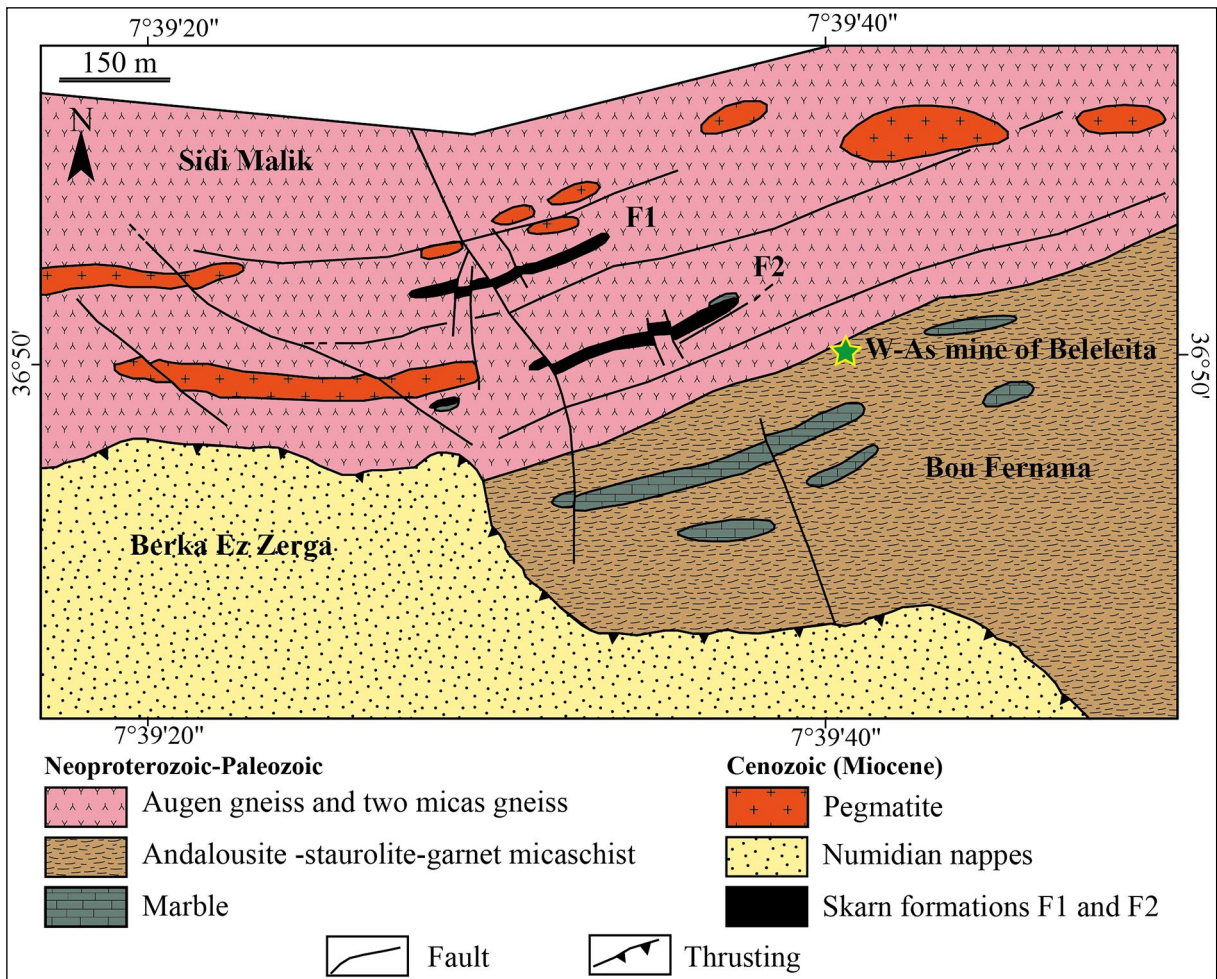 7°39'20"
7°39'40"
150 m
N
Sidi Malik
F1
F2
36°50'
W-As mine of Beleleita
36°50'
Bou Fernana
Berka Ez Zerga
7°39'20"
7°39'40"
Neoproterozoic-Paleozoic
Augen gneiss and two micas gneiss
Andalousite -staurolite-garnet micaschist
Marble
Cenozoic (Miocene)
Pegmatite
Numidian nappes
Skarn formations F1 and F2
Fault
Thrusting